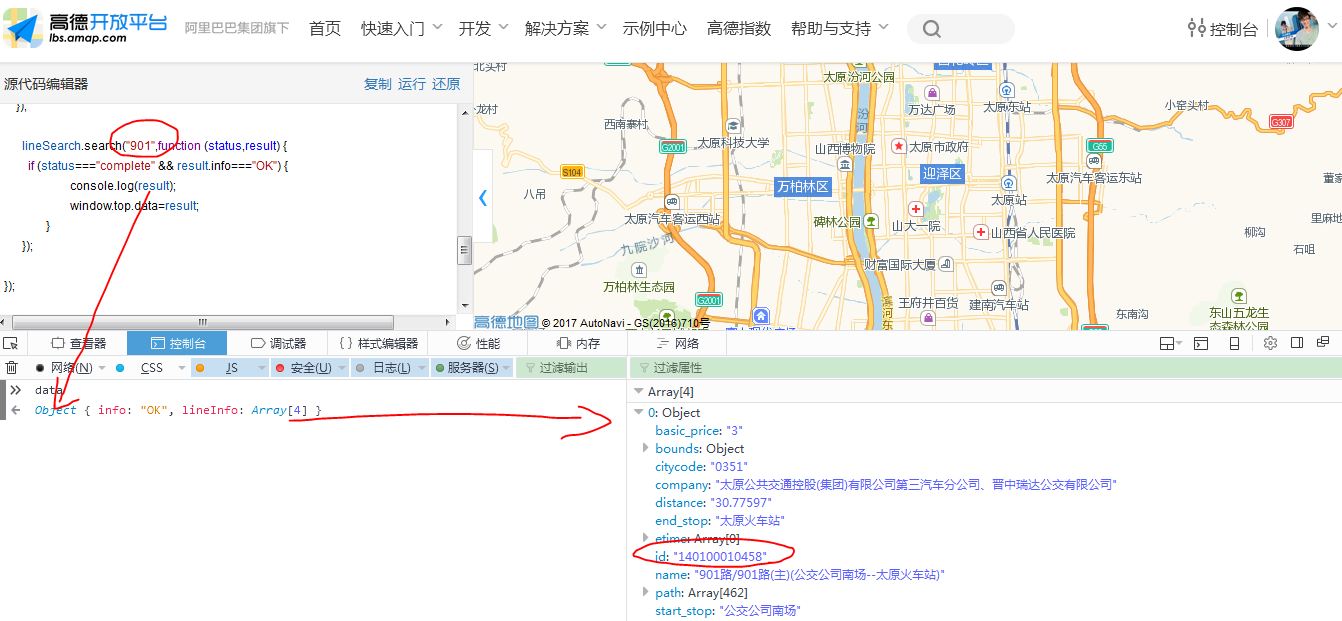 高德开放平台
lbs.amap.com
阿里巴巴集团旗下
首页 快速入门 开发 解决方案 示例中心 高德指数 帮助与支持
控制台
源代码编辑器
复制 运行 还原
});
lineSearch.search("901",function (status,result) {
if (status==="complete" && result.info==="OK") {
console.log(result);
window.top.data=result;
}
});
});
北头村
龙村
西南寨村
G2001
太原科技大学
S104
八吊
太原汽车客运西站
九院沙河
万柏林生态园
G2001
万柏林区
太原汾河公园
汾河
万达广场
太原东站
小窑头村
G307
山西博物院
太原市政府
G55
迎泽区
太原汽车客运东站
太原站
董家
碑林公园
山大一院
山西省人民医院
里麻地
柳沟
石咀
财富国际大厦
王府井百货
建南汽车站
滨河东路
东南沟
东山五龙生
态森林公园
高德地图 © 2017 AutoNavi - GS(2016)710号
查看器 控制台 调试器 { } 样式编辑器 性能 内存 网络
网络(N) CSS JS 安全(U) 日志(L) 服务器(S) 过滤输出
过滤属性
data
Object { info: "OK", lineInfo: Array[4] }
Array[4]
0: Object
basic_price: "3"
bounds: Object
citycode: "0351"
company: "太原公共交通控股(集团)有限公司第三汽车分公司、晋中瑞达公交有限公司"
distance: "30.77597"
end_stop: "太原火车站"
etime: Array[0]
id: "140100010458"
name: "901路/901路(主)(公交公司南场--太原火车站)"
path: Array[462]
start_stop: "公交公司南场"